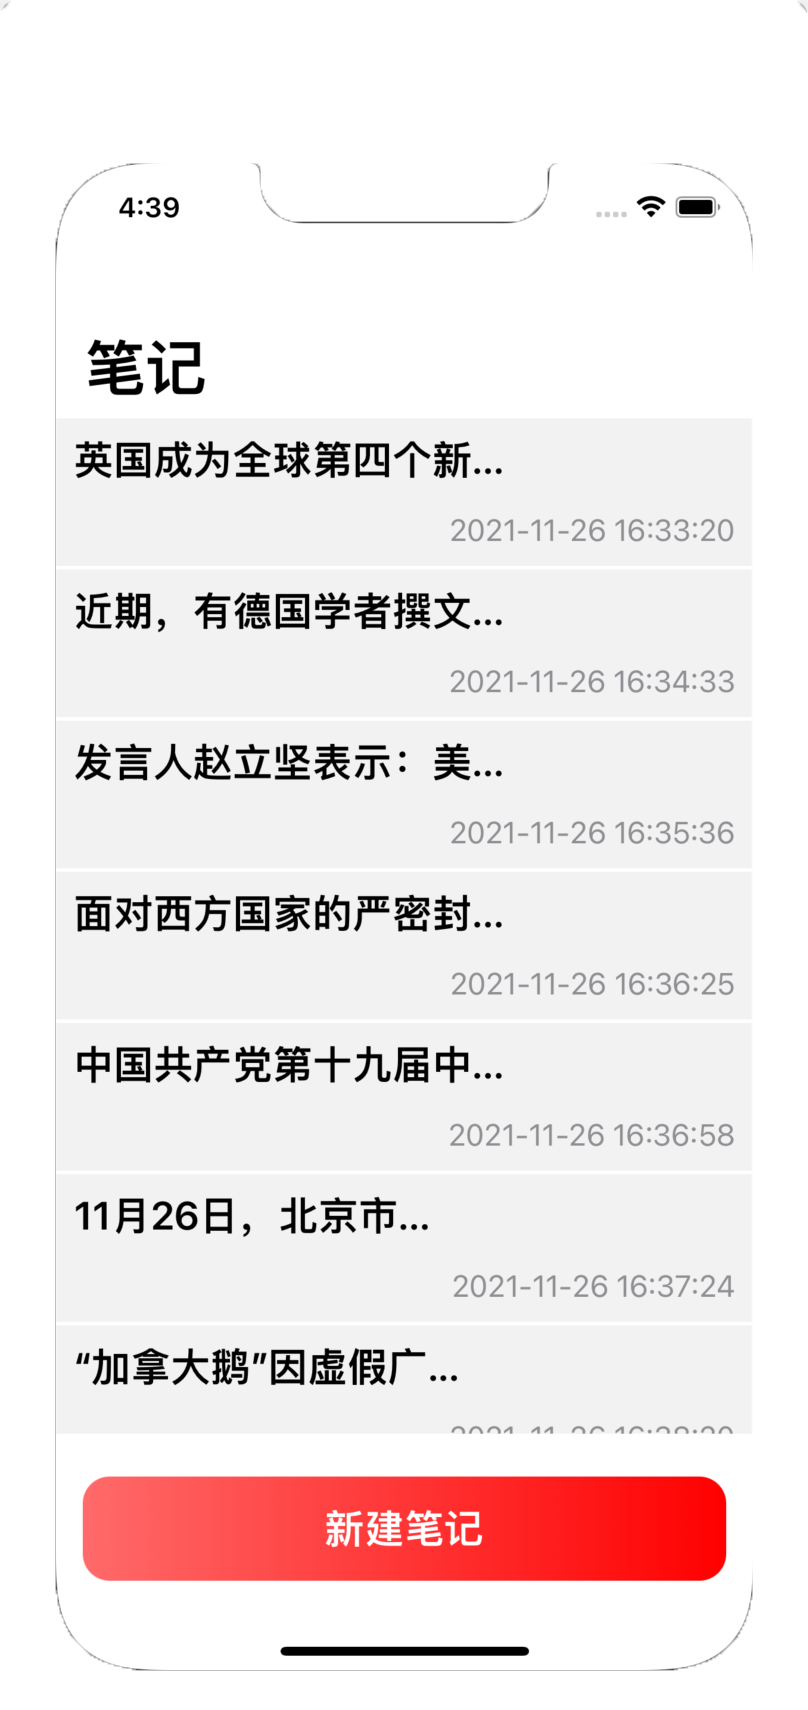 4:39
笔记
英国成为全球第四个新...
2021-11-26 16:33:20
近期，有德国学者撰文...
2021-11-26 16:34:33
发言人赵立坚表示：美...
2021-11-26 16:35:36
面对西方国家的严密封...
2021-11-26 16:36:25
中国共产党第十九届中...
2021-11-26 16:36:58
11月26日，北京市...
2021-11-26 16:37:24
“加拿大鹅”因虚假广...
新建笔记